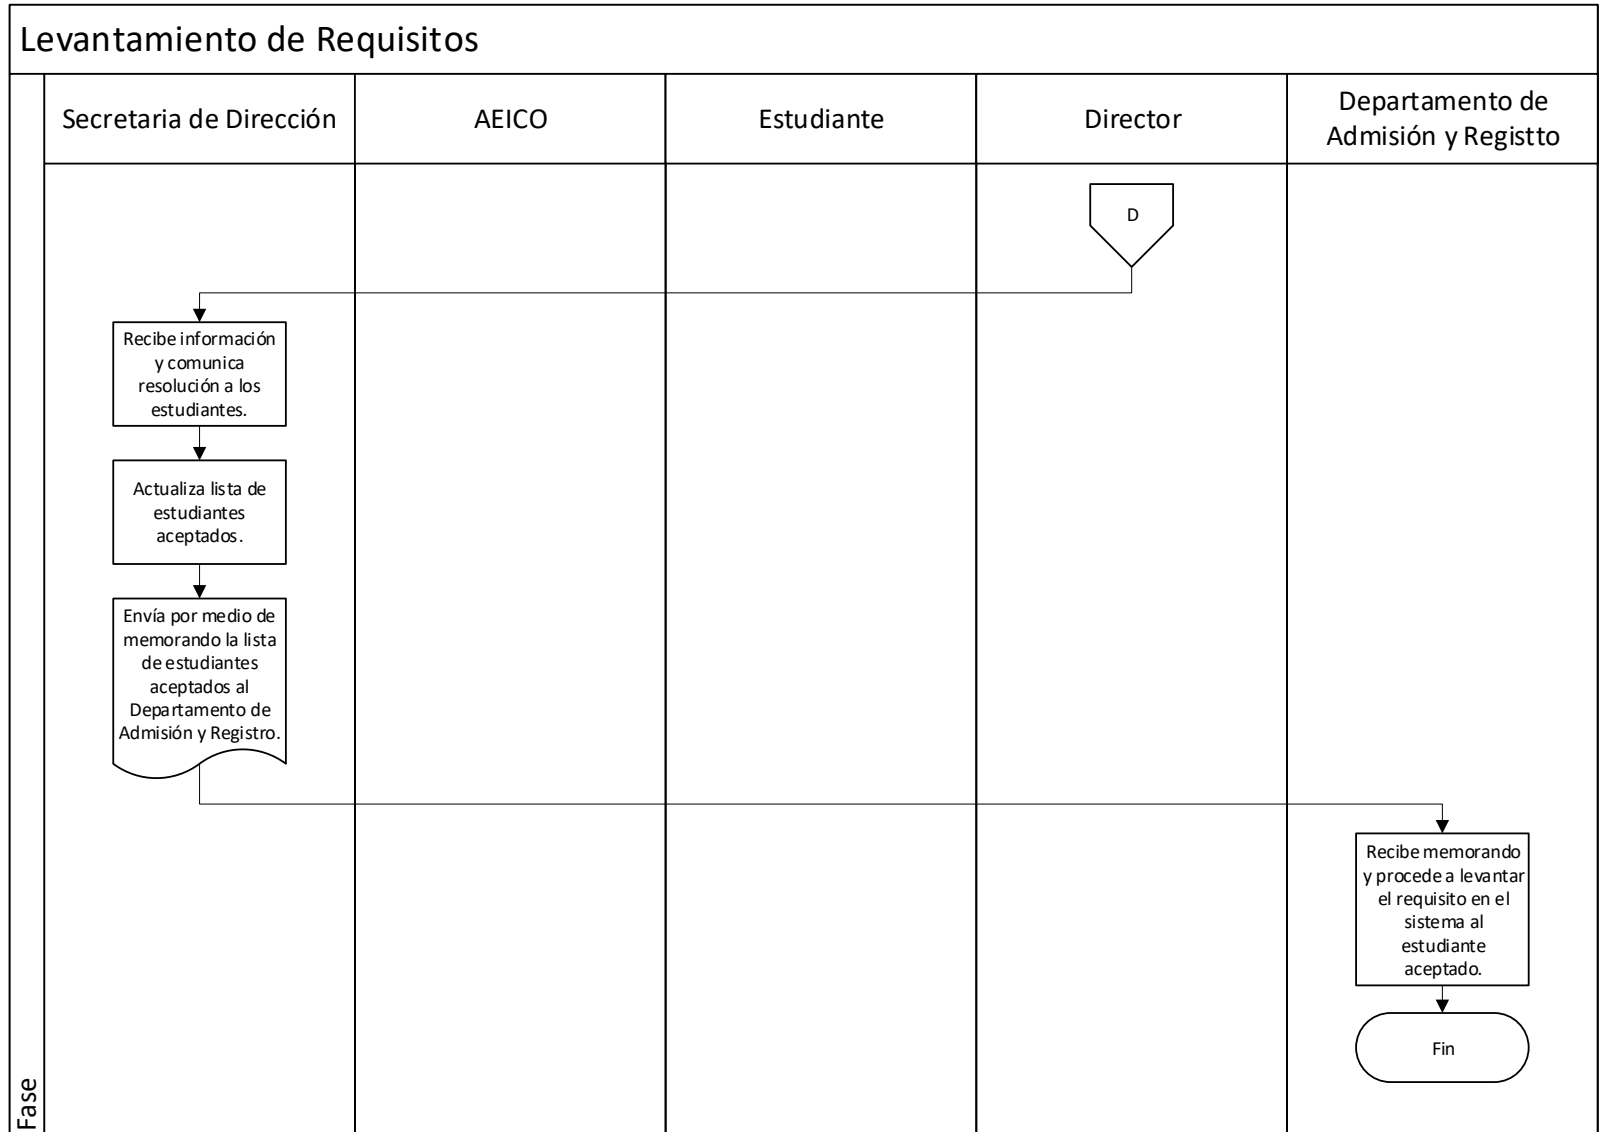 Levantamiento de Requisitos
Secretaria de Dirección
AEICO
Estudiante
Director
Departamento de
Admisión y Registto
D
Recibe información
y comunica
resolución a los
estudiantes.
Actualiza lista de
estudiantes
aceptados.
Envía por medio de
memorando la lista
de estudiantes
aceptados al
Departamento de
Admisión y Registro.
Recibe memorando
y procede a levantar
el requisito en el
sistema al
estudiante
aceptado.
Fin
Fase